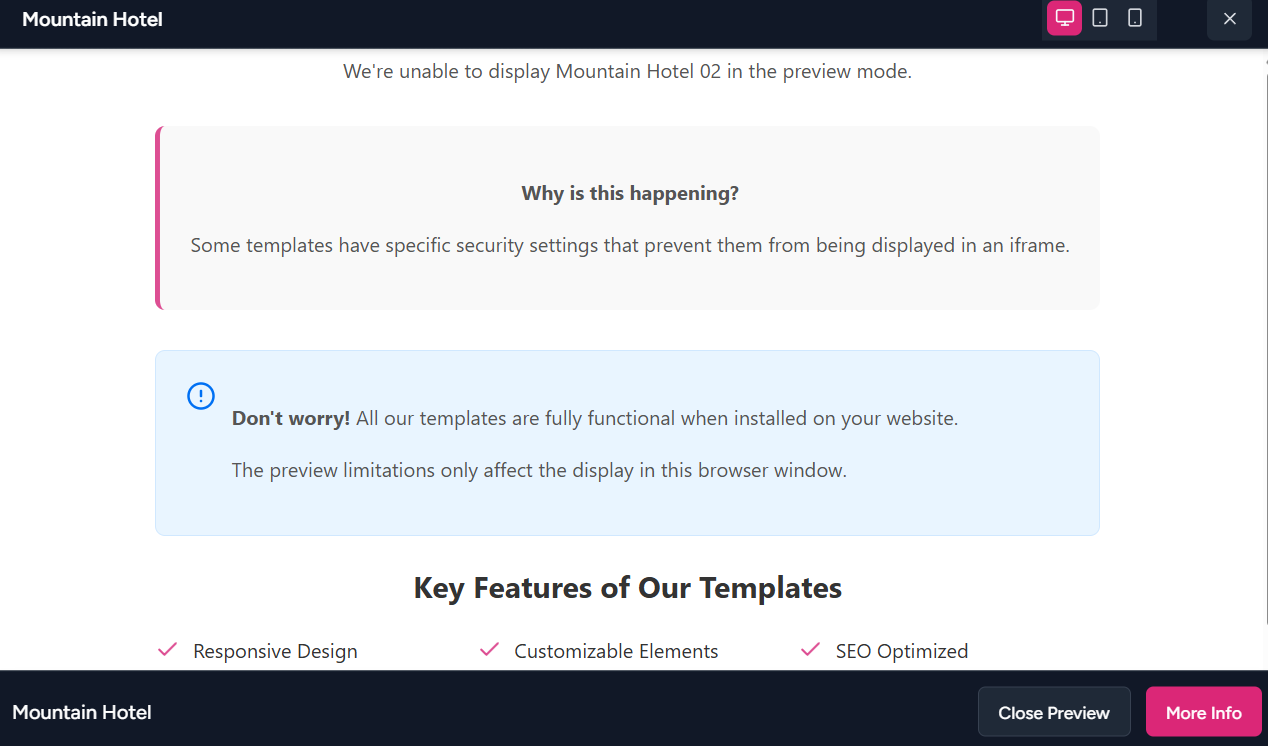 Mountain Hotel
We're unable to display Mountain Hotel 02 in the preview mode.
Why is this happening?
Some templates have specific security settings that prevent them from being displayed in an iframe.
Don't worry! All our templates are fully functional when installed on your website.
The preview limitations only affect the display in this browser window.
Key Features of Our Templates
Responsive Design
Customizable Elements
SEO Optimized
Mountain Hotel
Close Preview
More Info